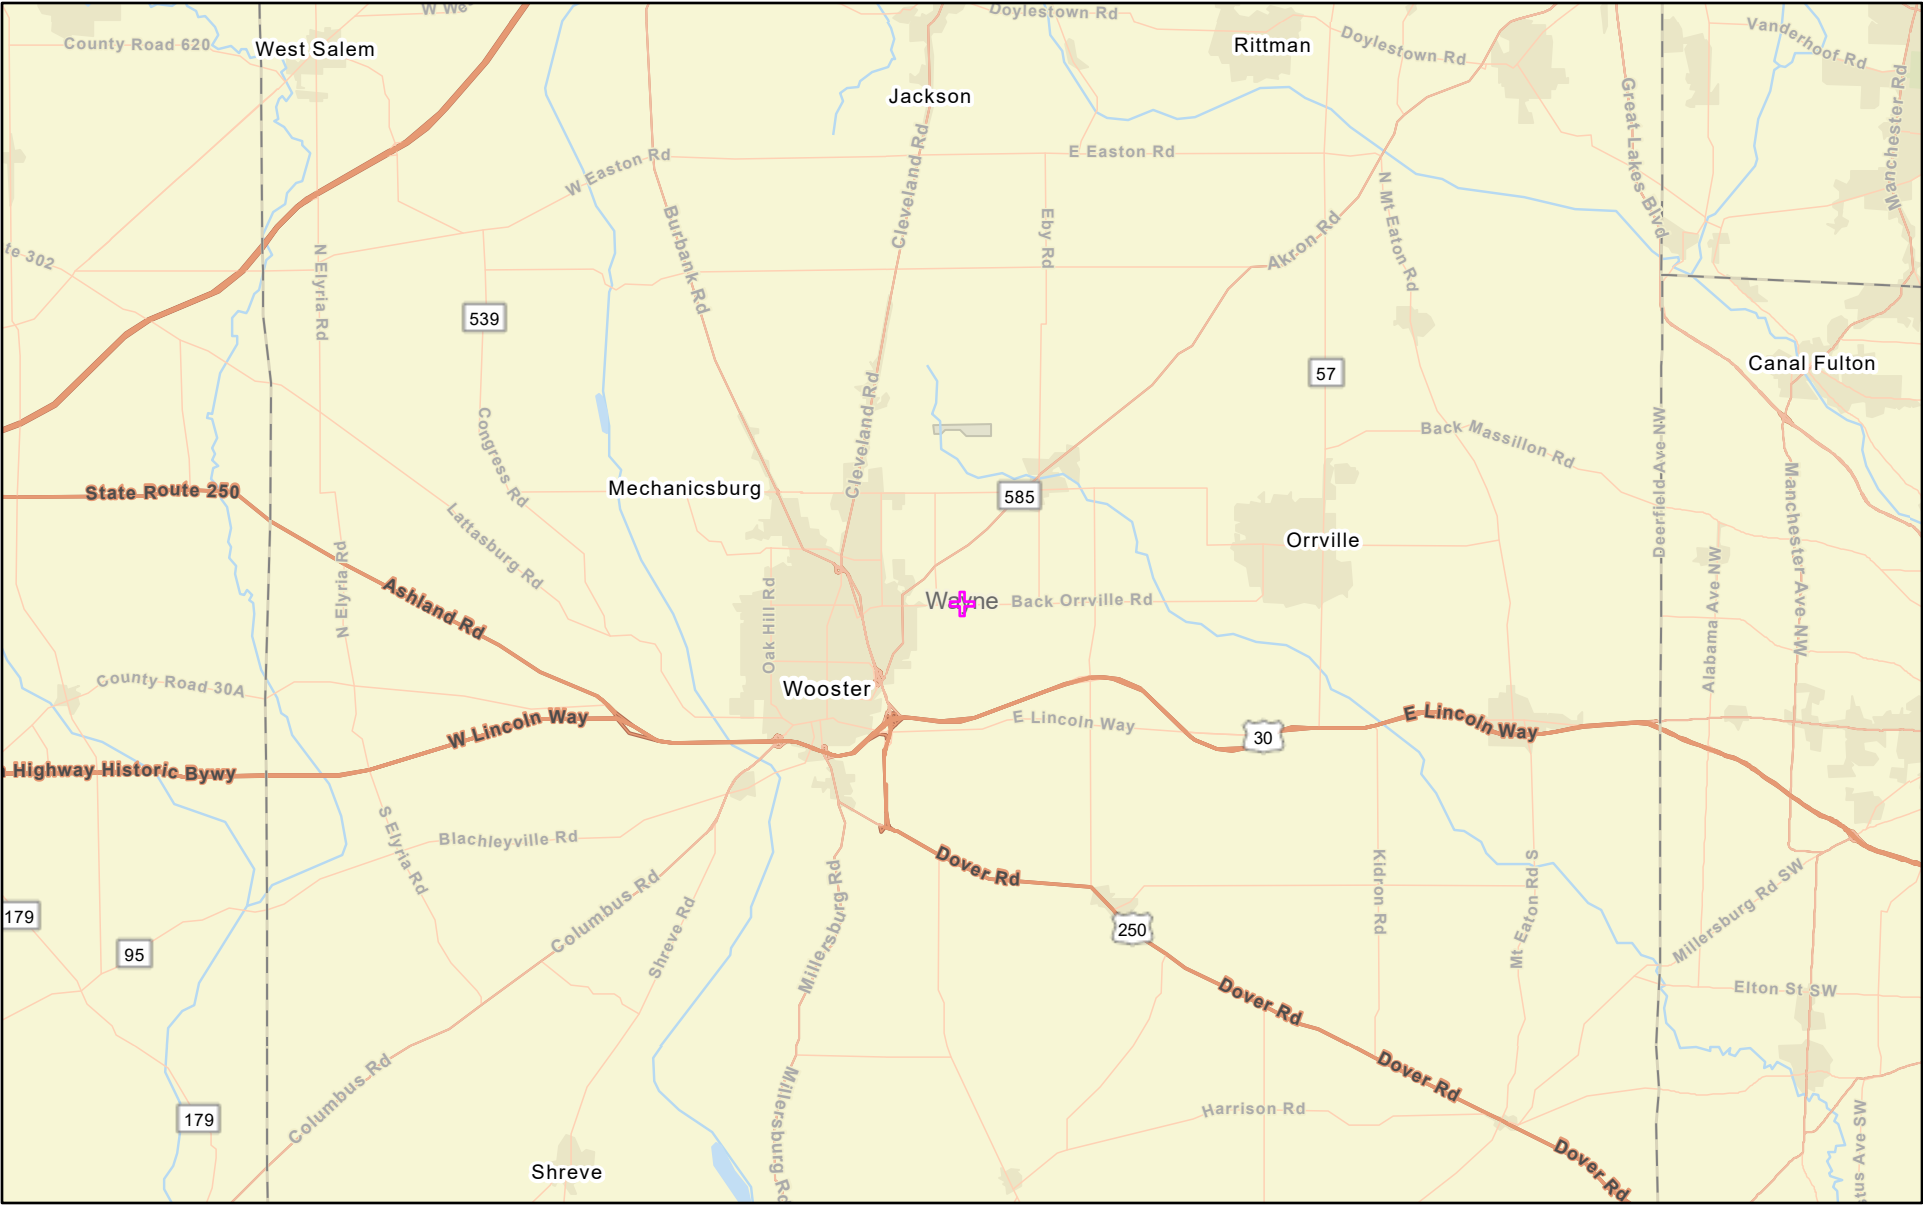 W We
Doylestown Rd
County Road 620
West Salem
Rittman
Doylestown Rd
Vanderhoof Rd
Jackson
Great Lakes Blvd
Manchester Rd
Cleveland Rd
W Easton Rd
E Easton Rd
N Mt Eaton Rd
Burbank Rd
Eby Rd
Akron Rd
te 302
N Elyria Rd
539
57
Canal Fulton
Congress Rd
Cleveland Rd
Back Massillon Rd
Deerfield Ave NW
Manchester Ave NW
State Route 250
Mechanicsburg
585
Lattasburg Rd
Orrville
N Elyria Rd
Ashland Rd
Oak Hill Rd
Wayne
Back Orrville Rd
Alabama Ave NW
County Road 30A
Wooster
W Lincoln Way
E Lincoln Way
30
E Lincoln Way
Highway Historic Bywy
S Elyria Rd
Blachleyville Rd
Dover Rd
Kidron Rd
Mt Eaton Rd S
Millersburg Rd SW
179
95
Columbus Rd
Shreve Rd
Millersburg Rd
250
Elton St SW
Dover Rd
Columbus Rd
Dover Rd
179
Millersburg Rd
Harrison Rd
tus Ave SW
Shreve
Dover Rd